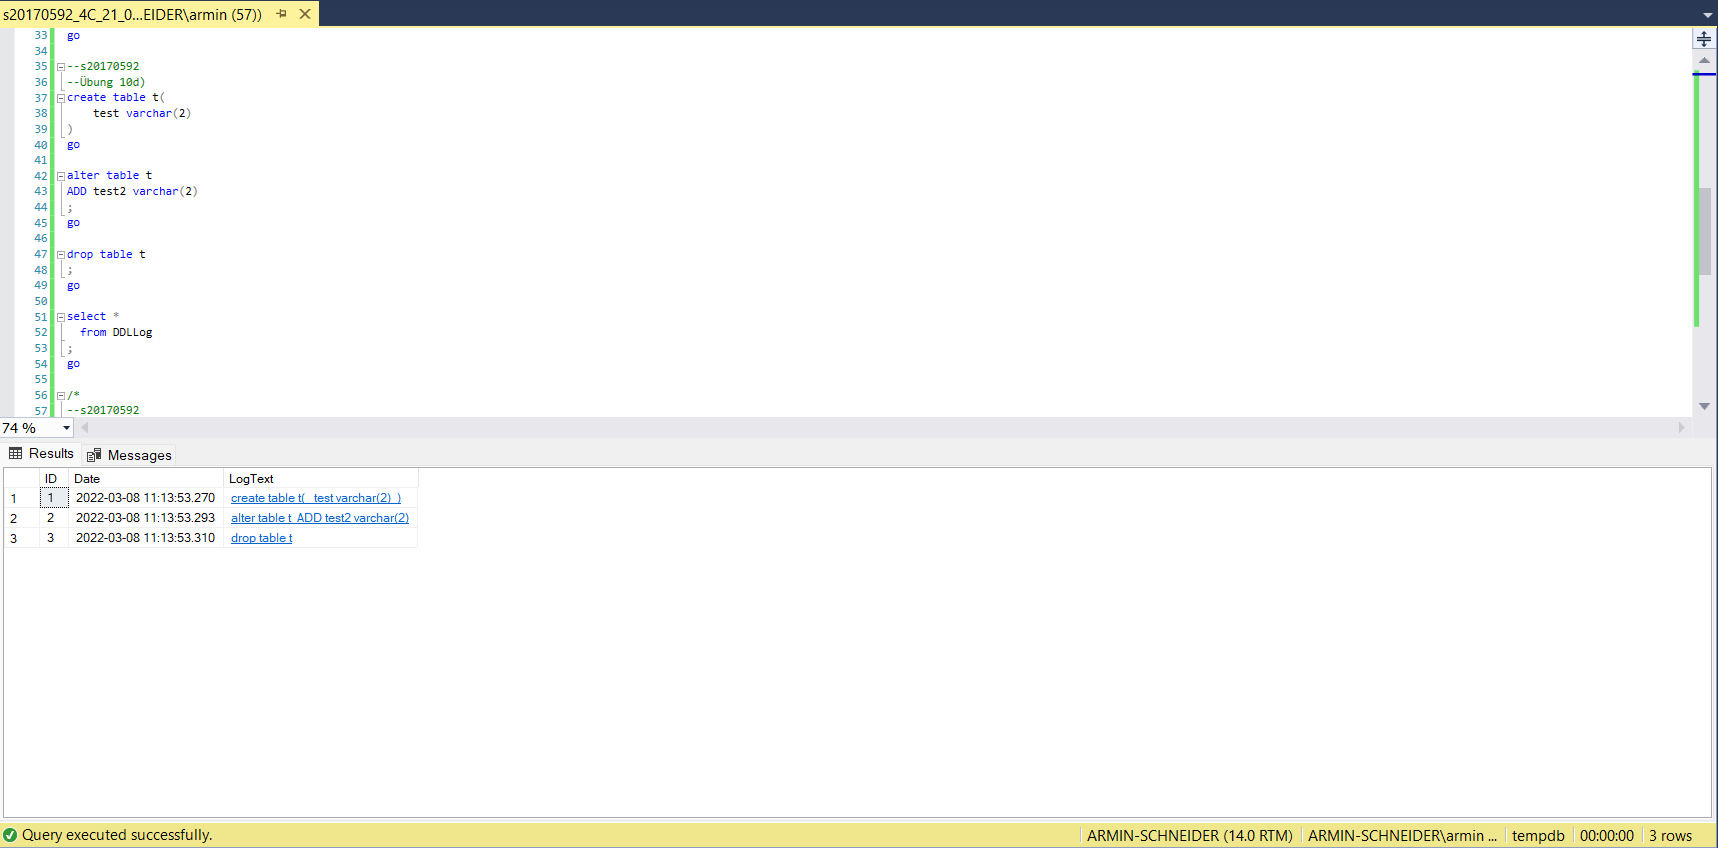 s20170592_4C_21_0...EIDER\armin (57))
33 go
34
35 --s20170592
36 --Übung 10d)
37 create table t(
38 test varchar(2)
39 )
40 go
41
42 alter table t
43 ADD test2 varchar(2)
44 ;
45 go
46
47 drop table t
48 ;
49 go
50
51 select *
52 from DDLLog
53 ;
54 go
55
56 /*
57 --s20170592
74 %
Results Messages
ID Date LogText
1 1 2022-03-08 11:13:53.270 create table t( test varchar(2) )
2 2 2022-03-08 11:13:53.293 alter table t ADD test2 varchar(2)
3 3 2022-03-08 11:13:53.310 drop table t
Query executed successfully. ARMIN-SCHNEIDER (14.0 RTM) ARMIN-SCHNEIDER\armin ... tempdb 00:00:00 3 rows